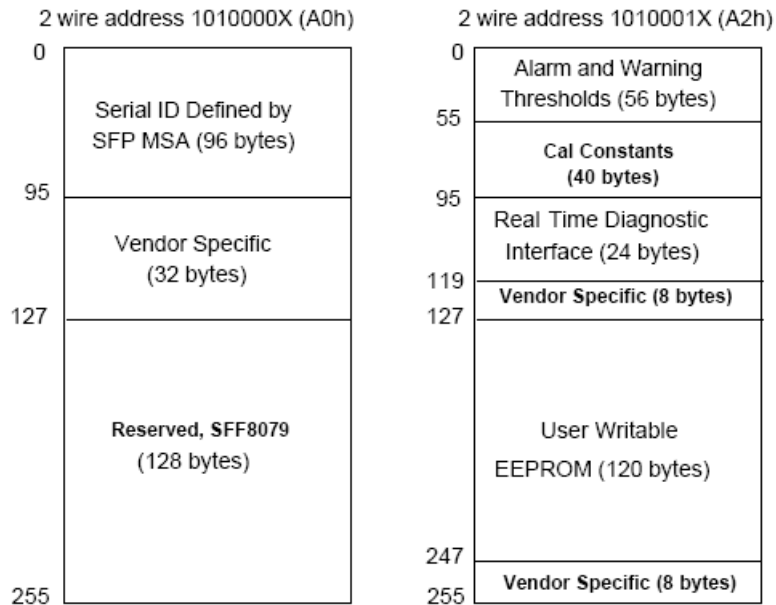 2 wire address 1010000X (A0h)
0
Serial ID Defined by
SFP MSA (96 bytes)
95
Vendor Specific
(32 bytes)
127
Reserved, SFF8079
(128 bytes)
255
2 wire address 1010001X (A2h)
0
Alarm and Warning
Thresholds (56 bytes)
55
Cal Constants
(40 bytes)
95
Real Time Diagnostic
Interface (24 bytes)
119
Vendor Specific (8 bytes)
127
User Writable
EEPROM (120 bytes)
247
Vendor Specific (8 bytes)
255